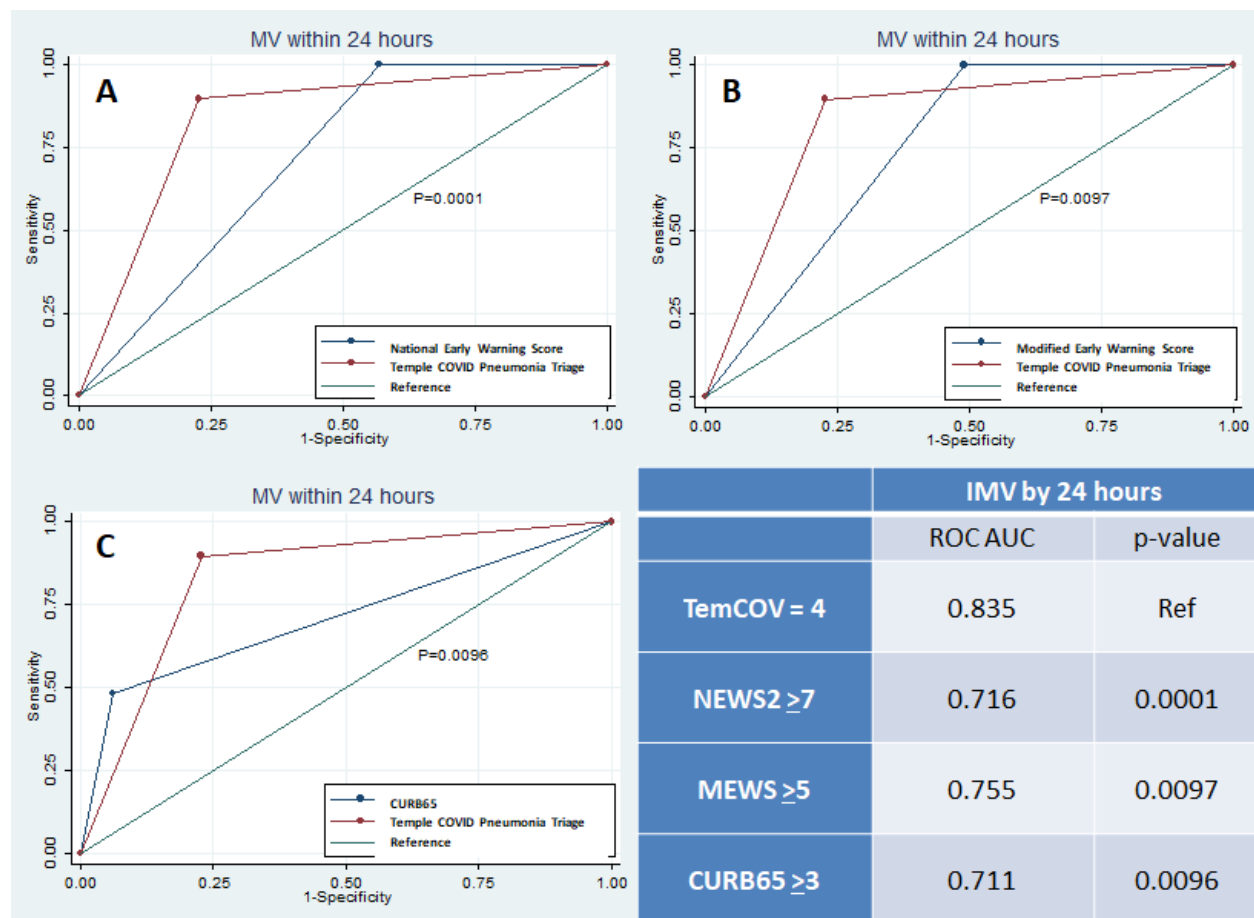 MV within 24 hours
A
1.00
0.75
0.50
0.25
0.00
Sensitivity
P=0.0001
National Early Warning Score
Temple COVID Pneumonia Triage
Reference
0.00 0.25 0.50 0.75 1.00
1-Specificity
MV within 24 hours
B
1.00
0.75
0.50
0.25
0.00
Sensitivity
P=0.0097
Modified Early Warning Score
Temple COVID Pneumonia Triage
Reference
0.00 0.25 0.50 0.75 1.00
1-Specificity
MV within 24 hours
C
1.00
0.75
0.50
0.25
0.00
Sensitivity
P=0.0096
CURB65
Temple COVID Pneumonia Triage
Reference
0.00 0.25 0.50 0.75 1.00
1-Specificity
IMV by 24 hours
ROC AUC p-value
TemCOV = 4 0.835 Ref
NEWS2 ≥7 0.716 0.0001
MEWS ≥5 0.755 0.0097
CURB65 ≥3 0.711 0.0096